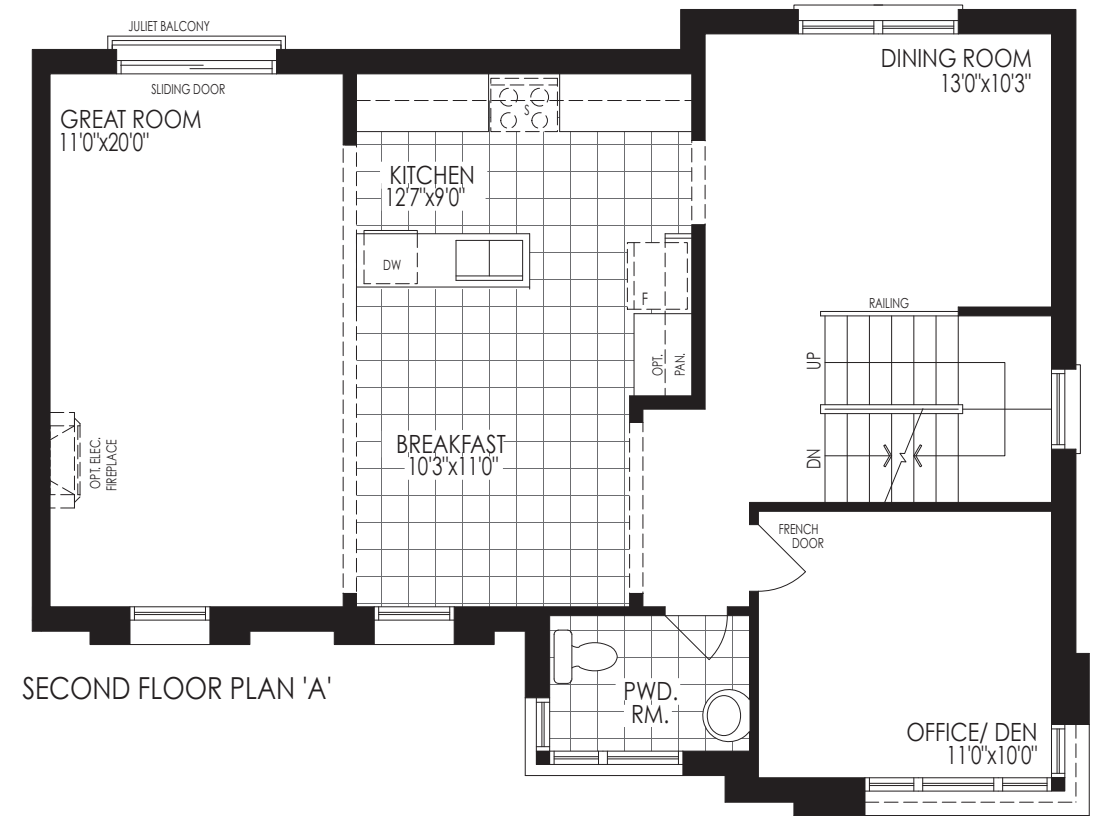 JULIET BALCONY
SLIDING DOOR
GREAT ROOM
11'0"x20'0"
DINING ROOM
13'0"x10'3"
S
KITCHEN
12'7"x9'0"
DW
F
OPT.
PAN.
RAILING
UP
DN
OPT. ELEC.
FIREPLACE
BREAKFAST
10'3"x11'0"
FRENCH
DOOR
PWD.
RM.
OFFICE/ DEN
11'0"x10'0"
SECOND FLOOR PLAN 'A'